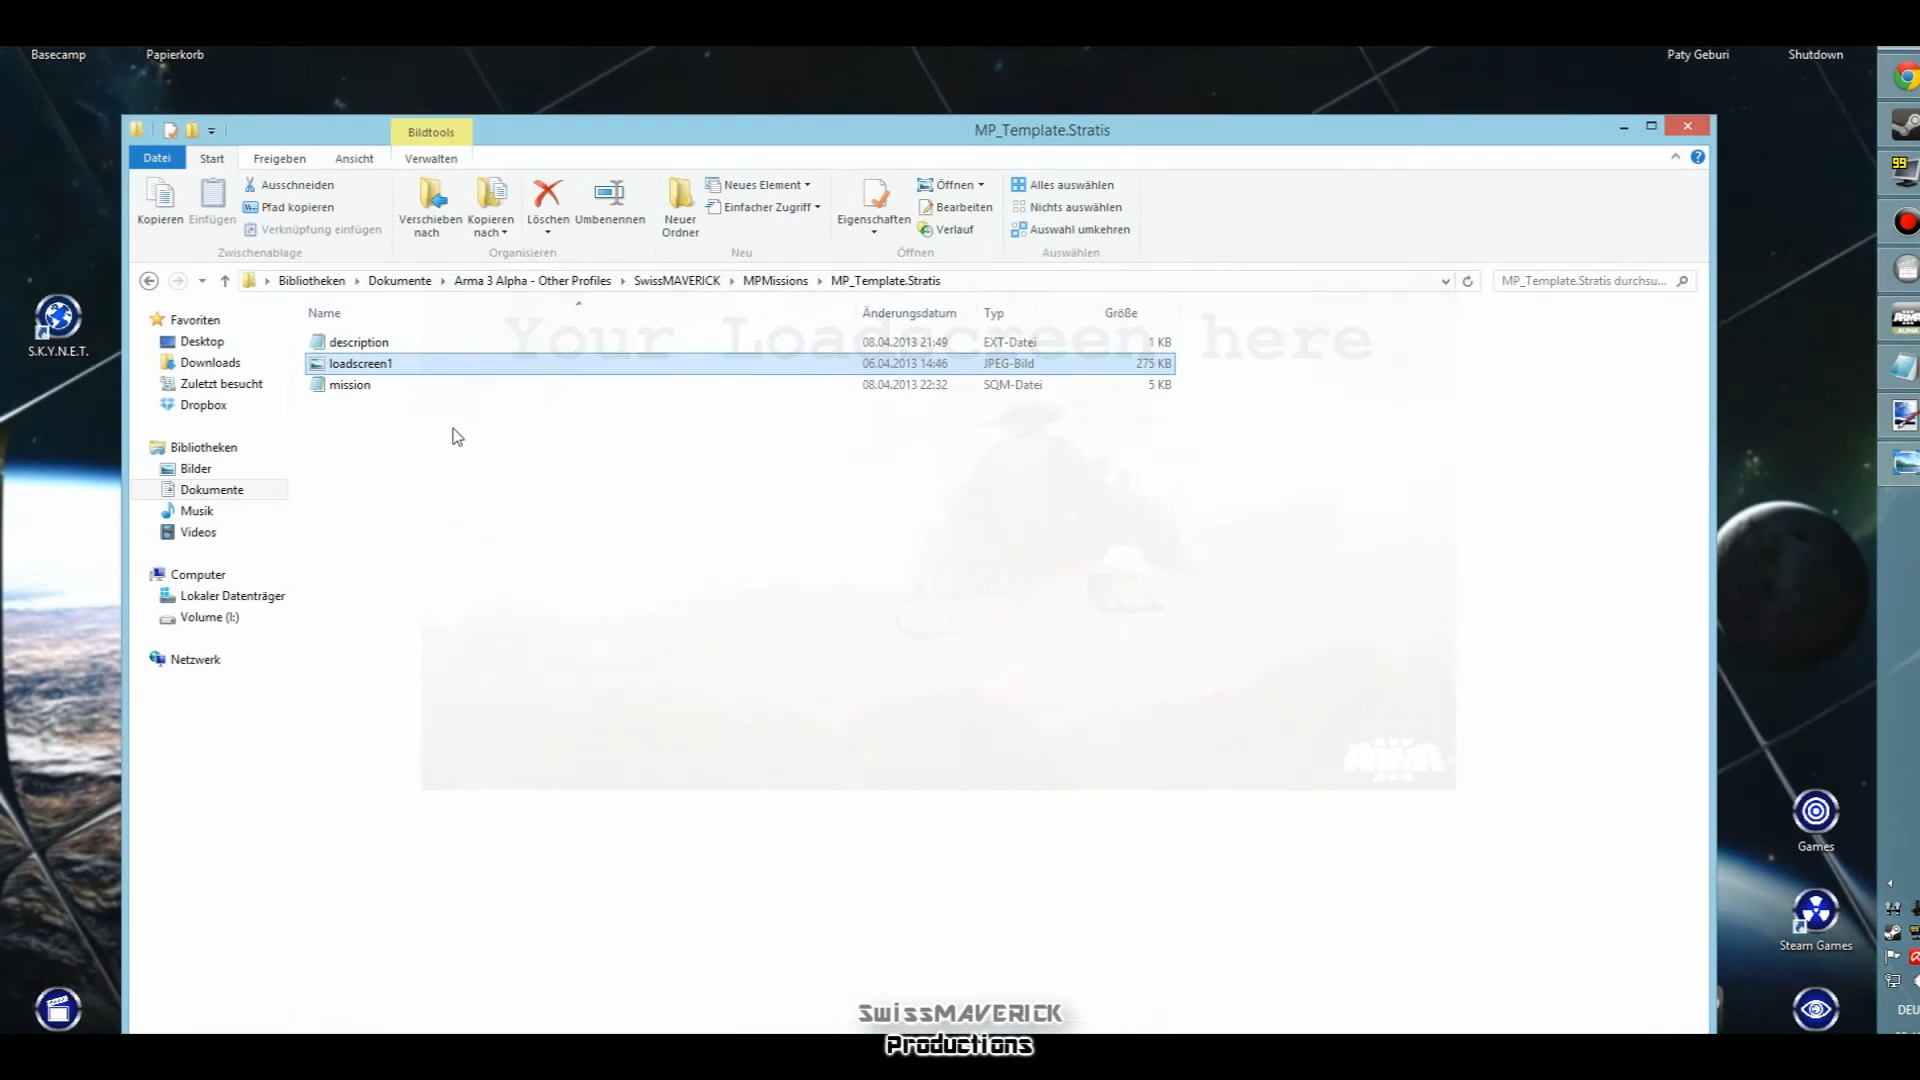 Basecamp
Papierkorb
Paty Geburi
Shutdown
Bildtools
MP_Template.Stratis
Datei
Start
Freigeben
Ansicht
Verwalten
Kopieren
Einfügen
Ausschneiden
Pfad kopieren
Verknüpfung einfügen
Zwischenablage
Verschieben nach
Kopieren nach
Löschen
Umbenennen
Organisieren
Neuer Ordner
Neues Element
Einfacher Zugriff
Neu
Eigenschaften
Öffnen
Bearbeiten
Verlauf
Öffnen
Alles auswählen
Nichts auswählen
Auswahl umkehren
Auswählen
Bibliotheken
Dokumente
Arma 3 Alpha - Other Profiles
SwissMAVERICK
MPMissions
MP_Template.Stratis
MP_Template.Stratis durchsu...
Favoriten
Desktop
Downloads
Zuletzt besucht
Dropbox
Bibliotheken
Bilder
Dokumente
Musik
Videos
Computer
Lokaler Datenträger
Volume (I:)
Netzwerk
Name
Änderungsdatum
Typ
Größe
description
08.04.2013 21:49
EXT-Datei
1 KB
loadscreen1
06.04.2013 14:46
JPEG-Bild
275 KB
mission
08.04.2013 22:32
SQM-Datei
5 KB
Your Loadscreen here
ARMA III
S.K.Y.N.E.T.
99
Games
Steam Games
DEU
SwissMAVERICK
Productions